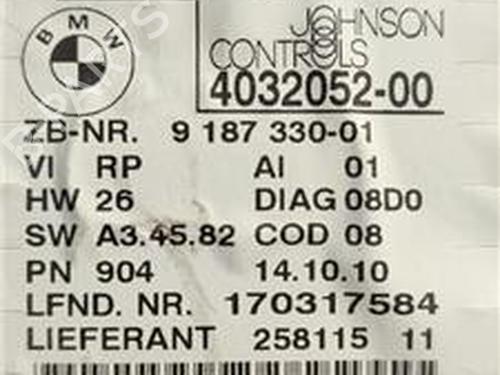 BMW
JOHNSON
CONTROLS
4032052-00
ZB-NR. 9 187 330-01
VI RP AI 01
HW 26 DIAG 08D0
SW A3.45.82 COD 08
PN 904 14.10.10
LFND. NR. 170317584
LIEFERANT 258115 11